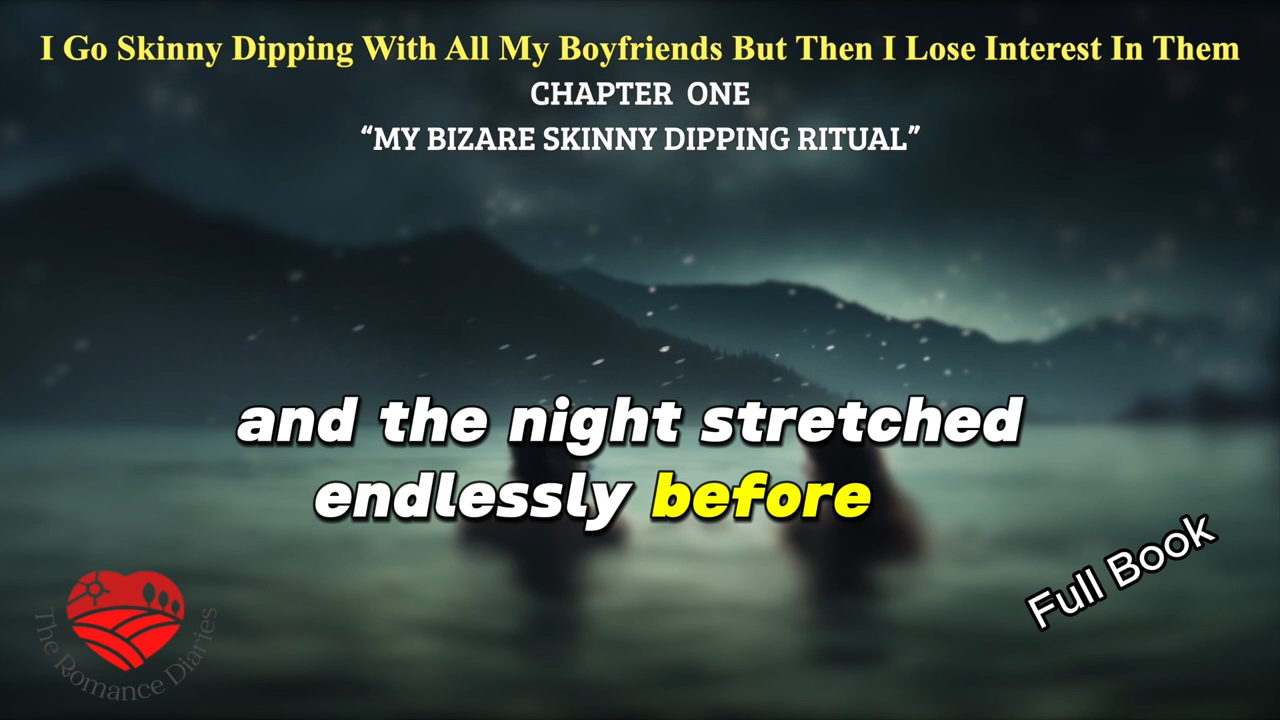 I Go Skinny Dipping With All My Boyfriends But Then I Lose Interest In Them
CHAPTER ONE
“MY BIZARE SKINNY DIPPING RITUAL”
and the night stretched
endlessly before
Full Book
The Romance Diaries